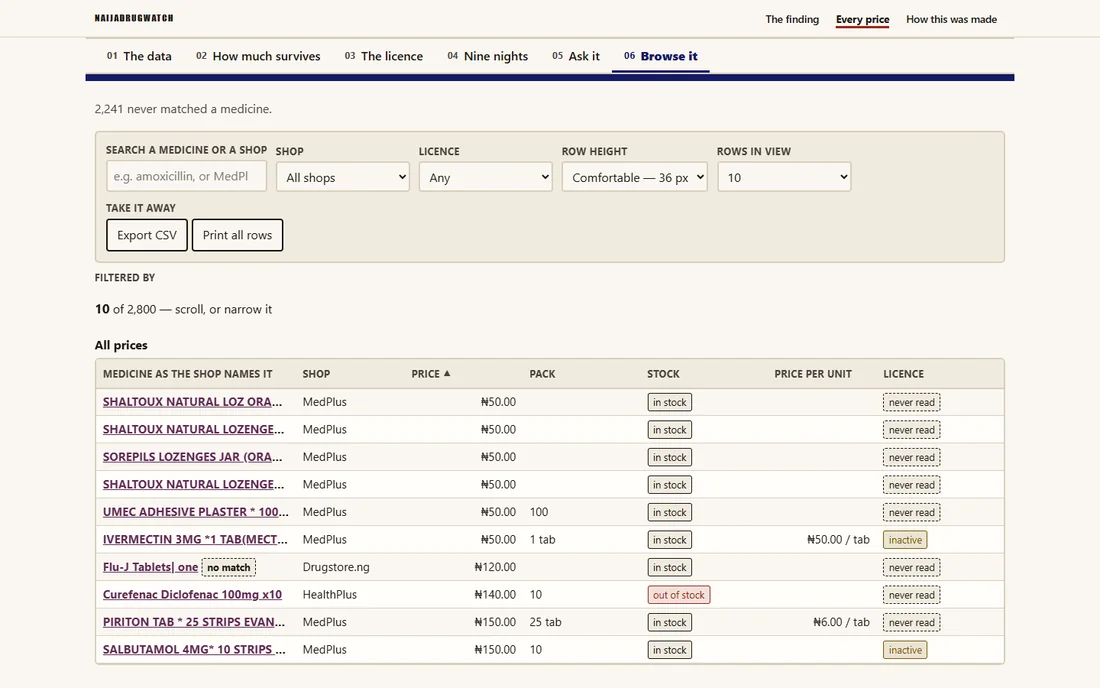 NAIJADRUGWATCH
The finding Every price How this was made
01 The data 02 How much survives 03 The licence 04 Nine nights 05 Ask it 06 Browse it
2,241 never matched a medicine.
SEARCH A MEDICINE OR A SHOP SHOP LICENCE ROW HEIGHT ROWS IN VIEW
e.g. amoxicillin, or MedPl All shops Any Comfortable — 36 px 10
TAKE IT AWAY
Export CSV Print all rows
FILTERED BY
10 of 2,800 — scroll, or narrow it
All prices
MEDICINE AS THE SHOP NAMES IT SHOP PRICE ▲ PACK STOCK PRICE PER UNIT LICENCE
SHALTOUX NATURAL LOZ ORA... MedPlus ₦50.00 in stock never read
SHALTOUX NATURAL LOZENGE... MedPlus ₦50.00 in stock never read
SOREPILS LOZENGES JAR (ORA... MedPlus ₦50.00 in stock never read
SHALTOUX NATURAL LOZENGE... MedPlus ₦50.00 in stock never read
UMEC ADHESIVE PLASTER * 100... MedPlus ₦50.00 100 in stock never read
IVERMECTIN 3MG *1 TAB(MECT... MedPlus ₦50.00 1 tab in stock ₦50.00 / tab inactive
Flu-J Tablets| one no match Drugstore.ng ₦120.00 in stock never read
Curefenac Diclofenac 100mg x10 HealthPlus ₦140.00 10 out of stock never read
PIRITON TAB * 25 STRIPS EVAN... MedPlus ₦150.00 25 tab in stock ₦6.00 / tab never read
SALBUTAMOL 4MG* 10 STRIPS ... MedPlus ₦150.00 10 in stock inactive